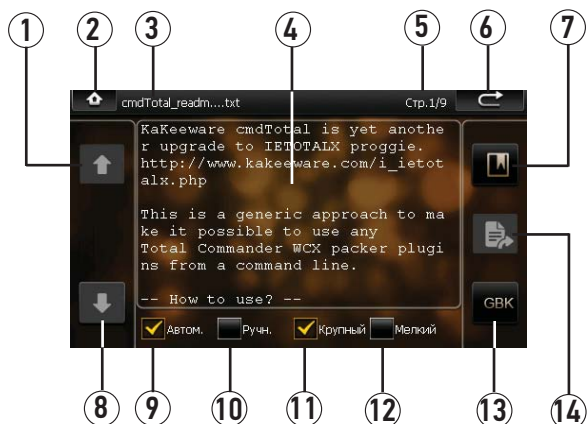 1 2 3 4 5 6 7
cmdTotal_readm....txt Стр.1/9
KaKeeware cmdTotal is yet anothe
r upgrade to IETOTALX proggie.
http://www.kakeeware.com/i_ietot
alx.php
This is a generic approach to ma
ke it possible to use any
Total Commander WCX packer plugi
ns from a command line.
-- How to use? --
GBK
Автом. Ручн. Крупный Мелкий
8 9 10 11 12 13 14